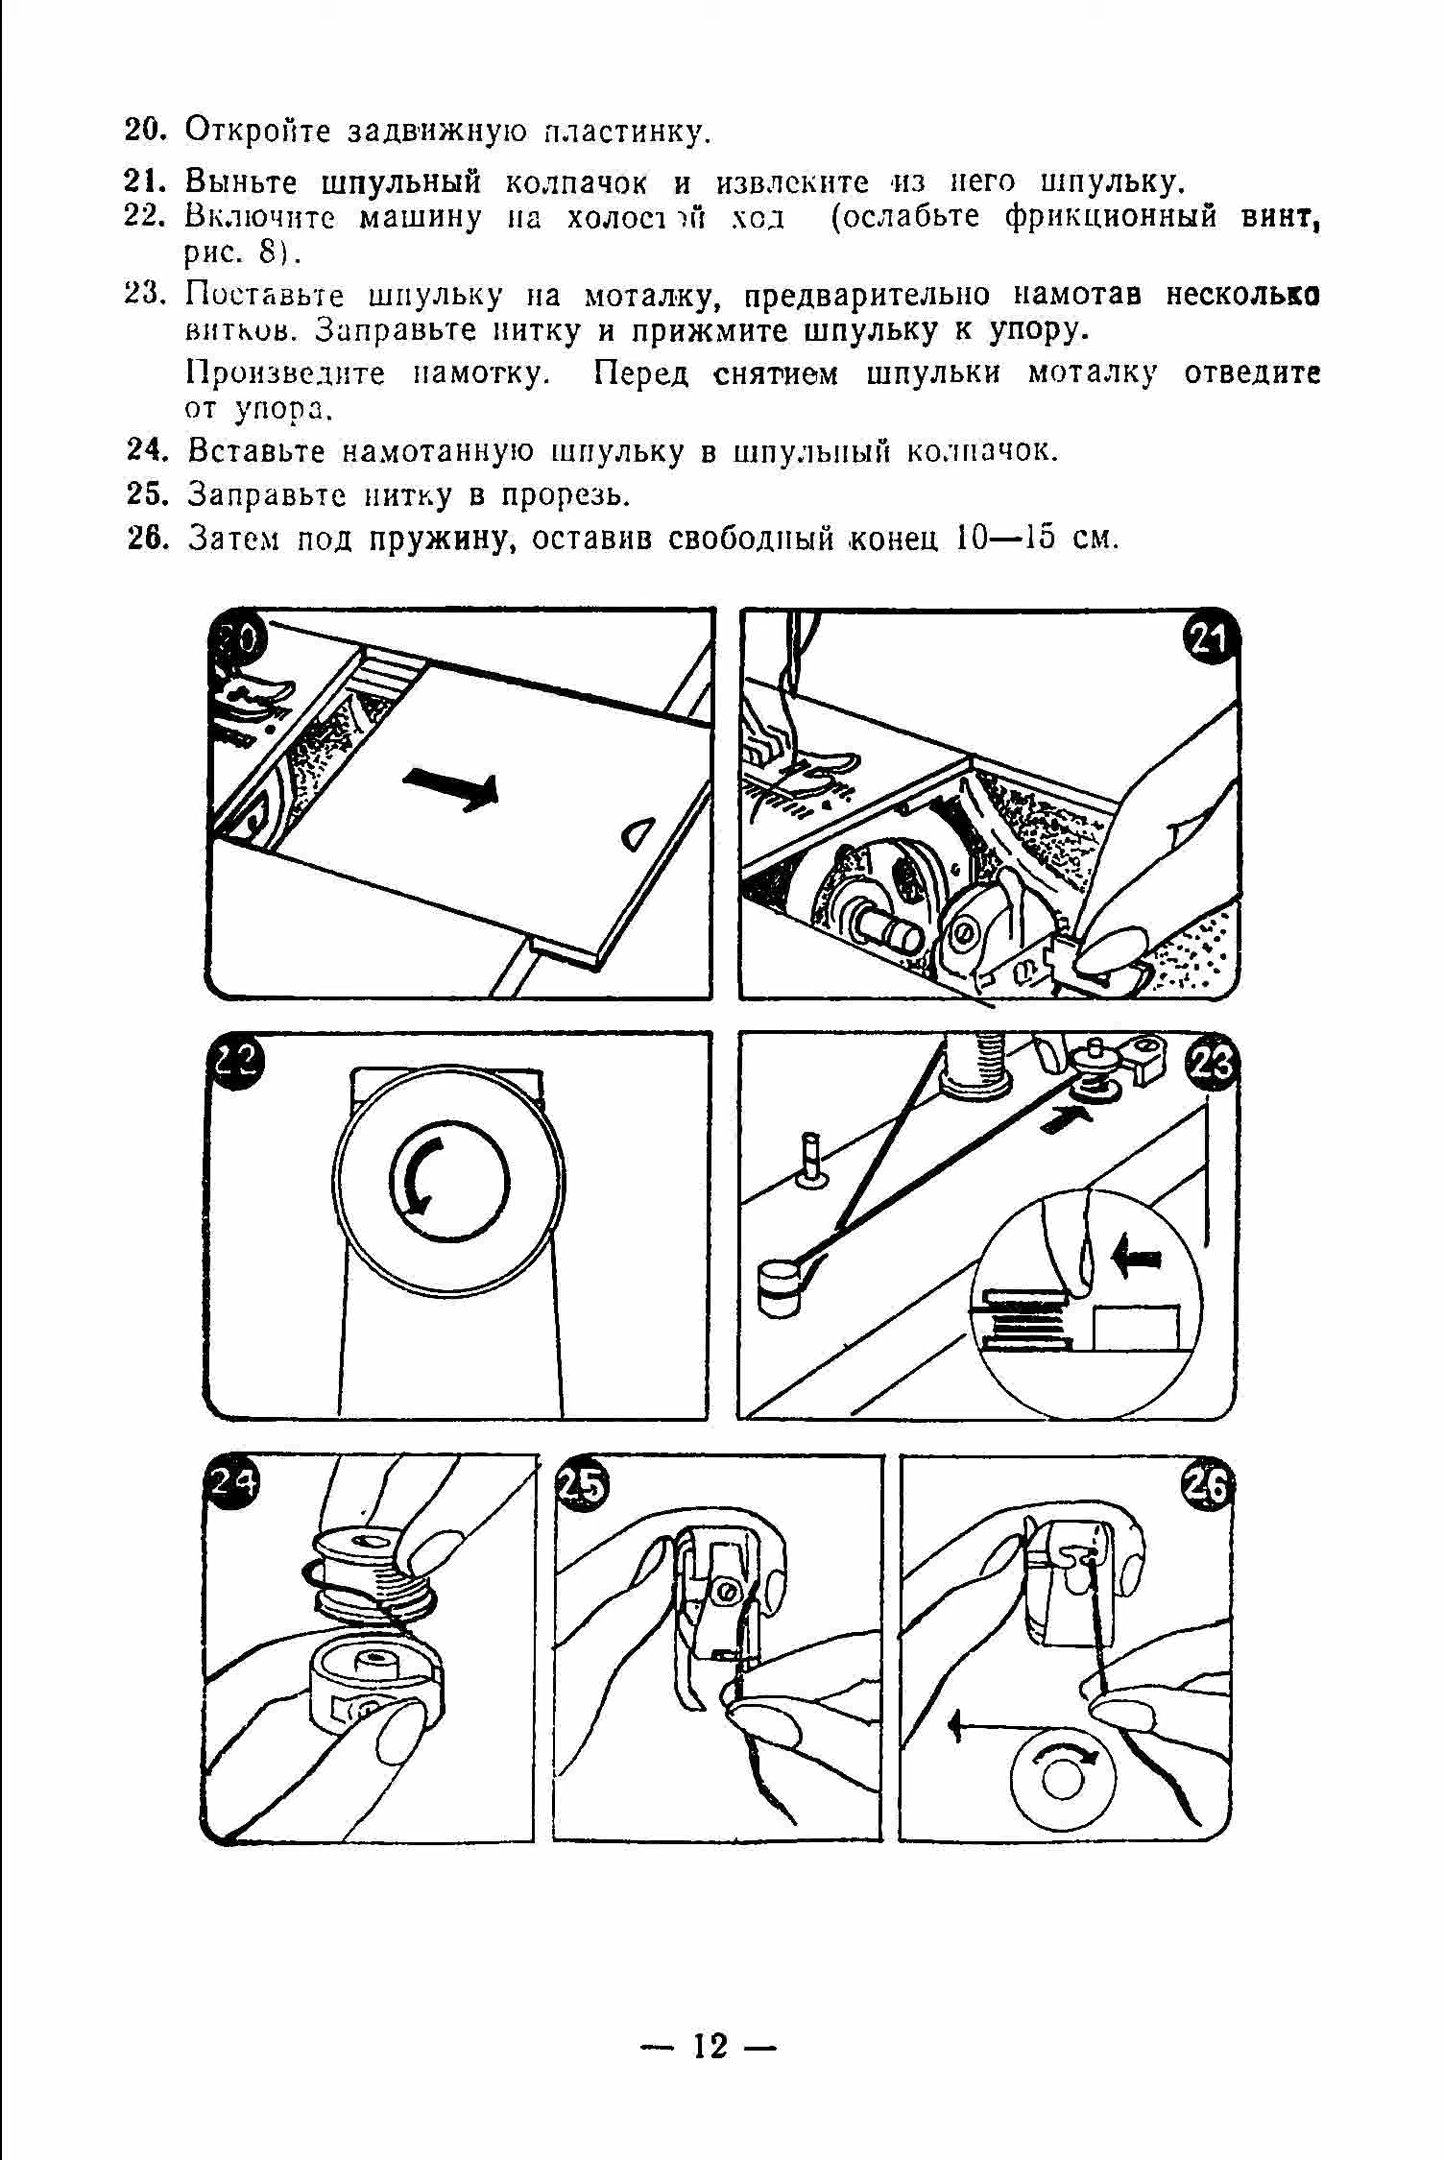 20. Откройте задвижную пластинку.
21. Выньте шпульный колпачок и извлеките из него шпульку.
22. Включите машину на холостой ход (ослабьте фрикционный винт,
рис. 8).
23. Поставьте шпульку на моталку, предварительно намотав несколько
витков. Заправьте нитку и прижмите шпульку к упору.
Произведите намотку. Перед снятием шпульки моталку отведите
от упора.
24. Вставьте намотанную шпульку в шпульный колпачок.
25. Заправьте нитку в прорезь.
26. Затем под пружину, оставив свободный конец 10—15 см.
20
21
22
23
24
25
26
— 12 —